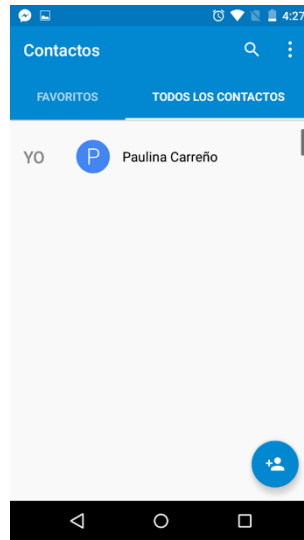 4:27
Contactos
FAVORITOS TODOS LOS CONTACTOS
YO P Paulina Carreño